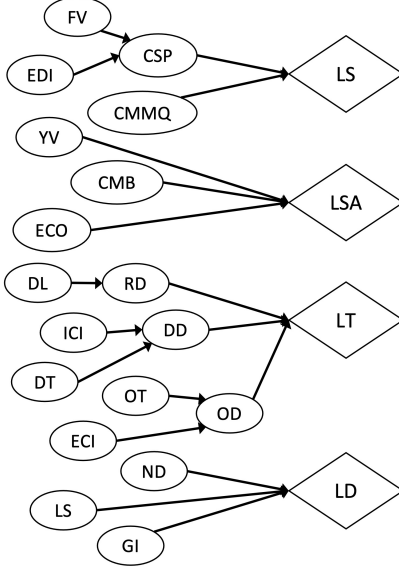 FV
CSP
EDI
LS
CMMQ
YV
CMB
LSA
ECO
DL
RD
ICI
DD
LT
DT
OT
OD
ECI
ND
LS
LD
GI